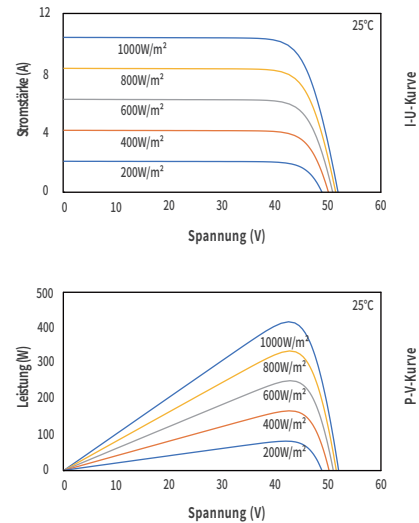 12
25°C
1000W/m²
8
800W/m²
Stromstärke (A)
I-U-Kurve
600W/m²
4
400W/m²
200W/m²
0
0 10 20 30 40 50 60
Spannung (V)
500
25°C
400
1000W/m²
300
800W/m²
Leistung (W)
P-V-Kurve
600W/m²
200
400W/m²
100
200W/m²
0
0 10 20 30 40 50 60
Spannung (V)